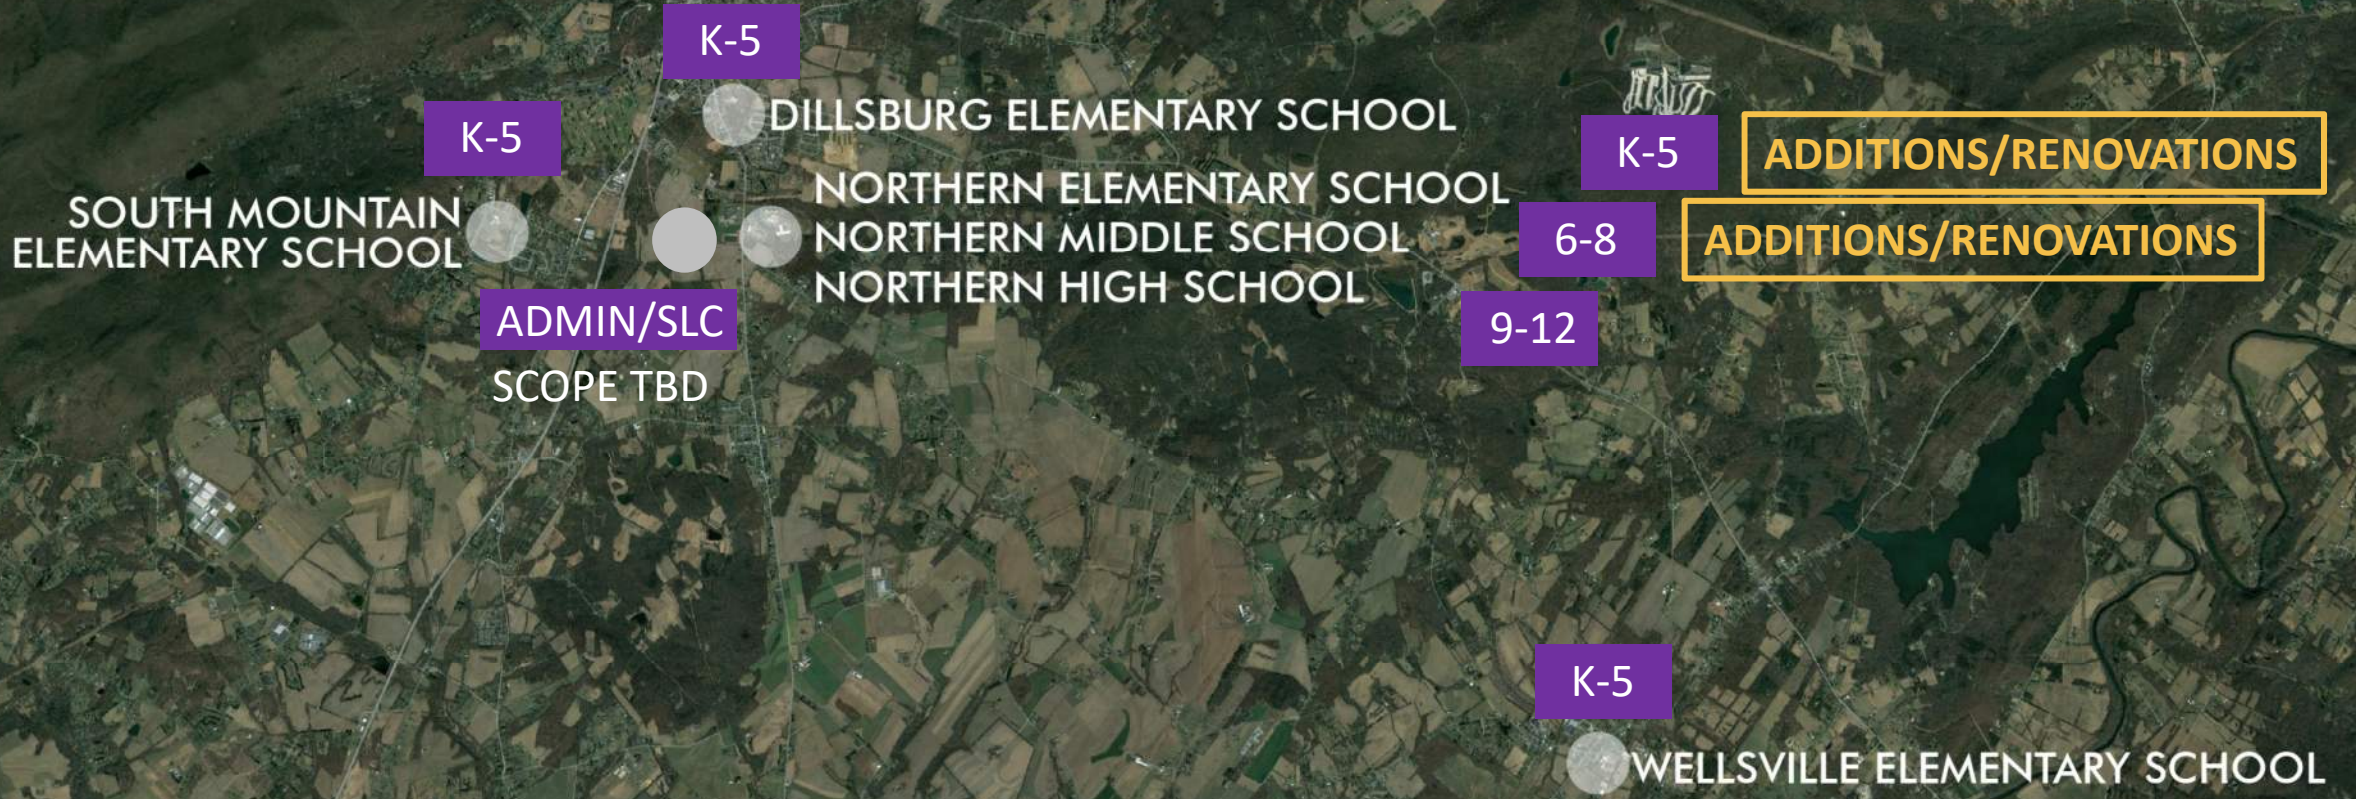 K-5
DILLSBURG ELEMENTARY SCHOOL
K-5
SOUTH MOUNTAIN
ELEMENTARY SCHOOL
NORTHERN ELEMENTARY SCHOOL
K-5
ADDITIONS/RENOVATIONS
NORTHERN MIDDLE SCHOOL
6-8
ADDITIONS/RENOVATIONS
NORTHERN HIGH SCHOOL
9-12
ADMIN/SLC
SCOPE TBD
K-5
WELLSVILLE ELEMENTARY SCHOOL